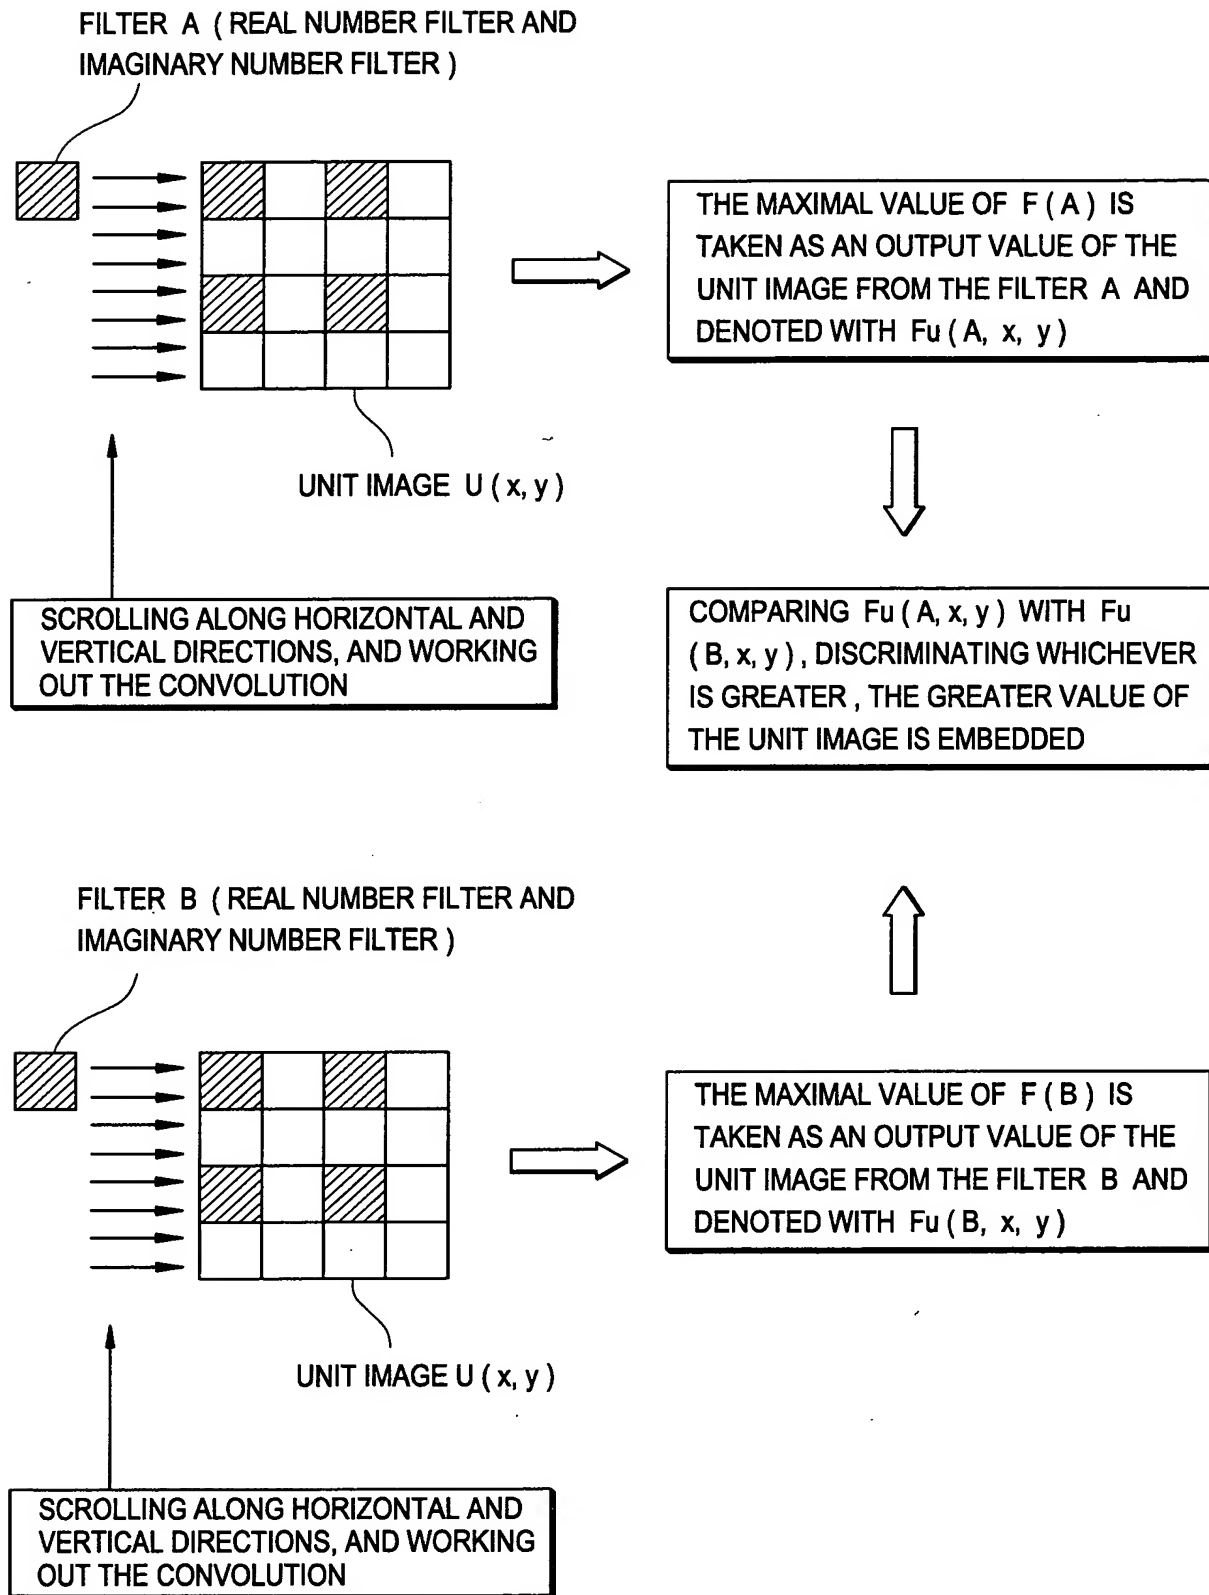 FILTER A ( REAL NUMBER FILTER AND
IMAGINARY NUMBER FILTER )
THE MAXIMAL VALUE OF F ( A ) IS
TAKEN AS AN OUTPUT VALUE OF THE
UNIT IMAGE FROM THE FILTER A AND
DENOTED WITH Fu ( A, x, y )
UNIT IMAGE U ( x, y )
SCROLLING ALONG HORIZONTAL AND
VERTICAL DIRECTIONS, AND WORKING
OUT THE CONVOLUTION
COMPARING Fu ( A, x, y ) WITH Fu
( B, x, y ) , DISCRIMINATING WHICHEVER
IS GREATER , THE GREATER VALUE OF
THE UNIT IMAGE IS EMBEDDED
FILTER B ( REAL NUMBER FILTER AND
IMAGINARY NUMBER FILTER )
THE MAXIMAL VALUE OF F ( B ) IS
TAKEN AS AN OUTPUT VALUE OF THE
UNIT IMAGE FROM THE FILTER B AND
DENOTED WITH Fu ( B, x, y )
UNIT IMAGE U ( x, y )
SCROLLING ALONG HORIZONTAL AND
VERTICAL DIRECTIONS, AND WORKING
OUT THE CONVOLUTION